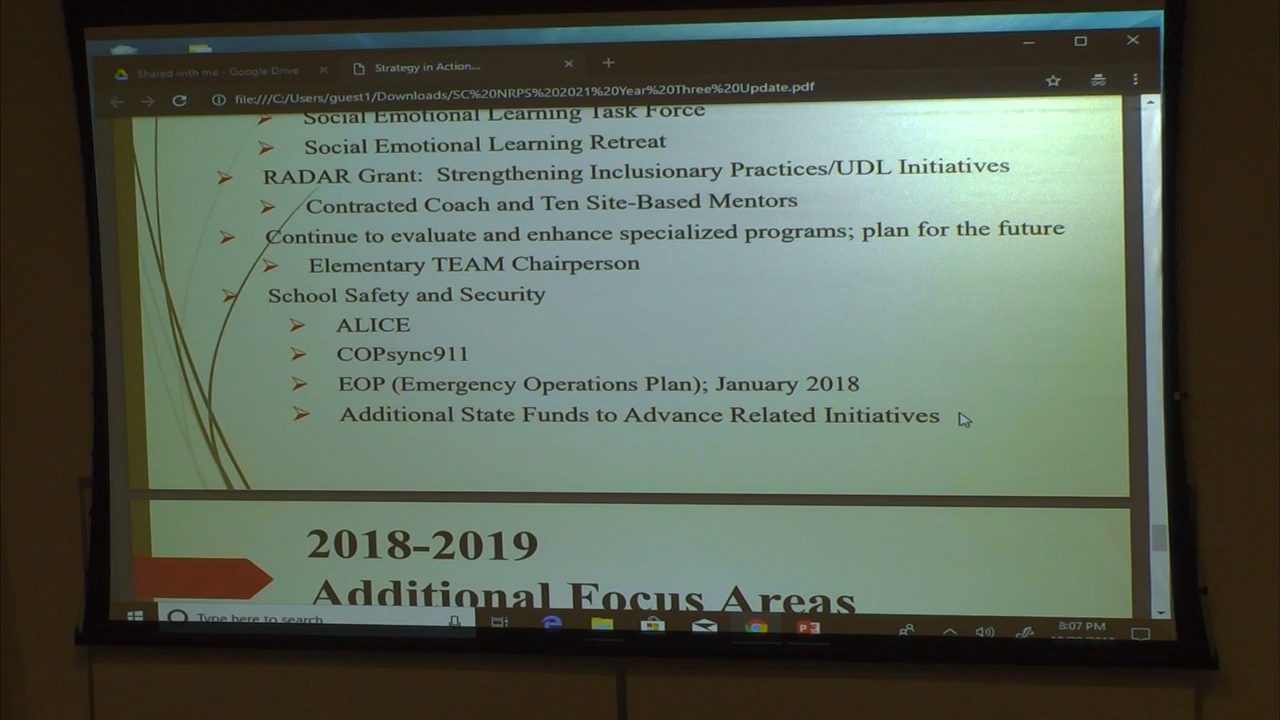 Shared with me - Google Drive
Strategy in Action...
file:///C:/Users/guest1/Downloads/SC%20NRPS%202021%20Year%20Three%20Update.pdf
Social Emotional Learning Task Force
Social Emotional Learning Retreat
RADAR Grant: Strengthening Inclusionary Practices/UDL Initiatives
Contracted Coach and Ten Site-Based Mentors
Continue to evaluate and enhance specialized programs; plan for the future
Elementary TEAM Chairperson
School Safety and Security
ALICE
COPsync911
EOP (Emergency Operations Plan); January 2018
Additional State Funds to Advance Related Initiatives
2018-2019
Additional Focus Areas
Type here to search
8:07 PM